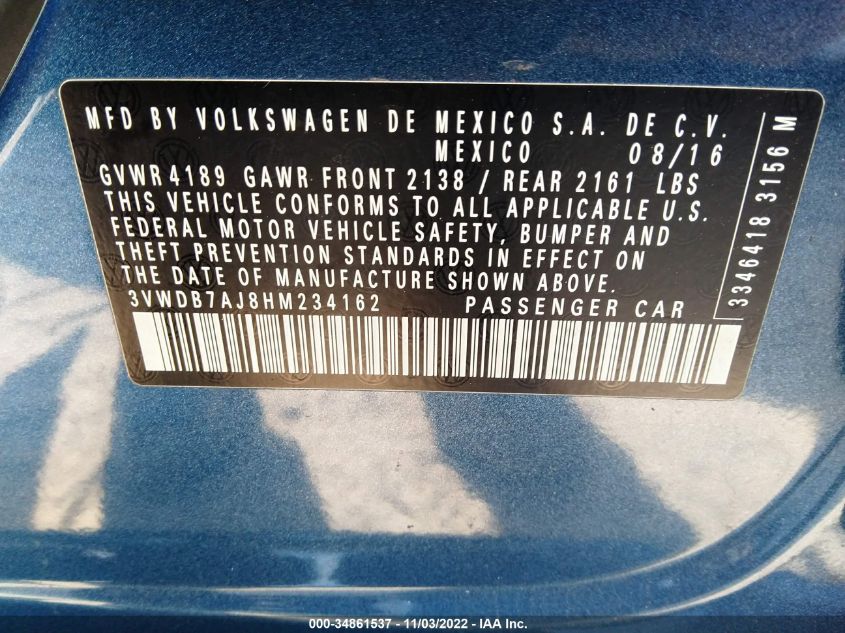 MFD BY VOLKSWAGEN DE MEXICO S.A. DE C.V.
MEXICO 08/16
GVWR 4189 GAWR FRONT 2138 / REAR 2161 LBS
THIS VEHICLE CONFORMS TO ALL APPLICABLE U.S.
FEDERAL MOTOR VEHICLE SAFETY, BUMPER AND
THEFT PREVENTION STANDARDS IN EFFECT ON
THE DATE OF MANUFACTURE SHOWN ABOVE.
3VWDB7AJ8HM234162 PASSENGER CAR
3346418 3156 M
000-34861537 - 11/03/2022 - IAA Inc.